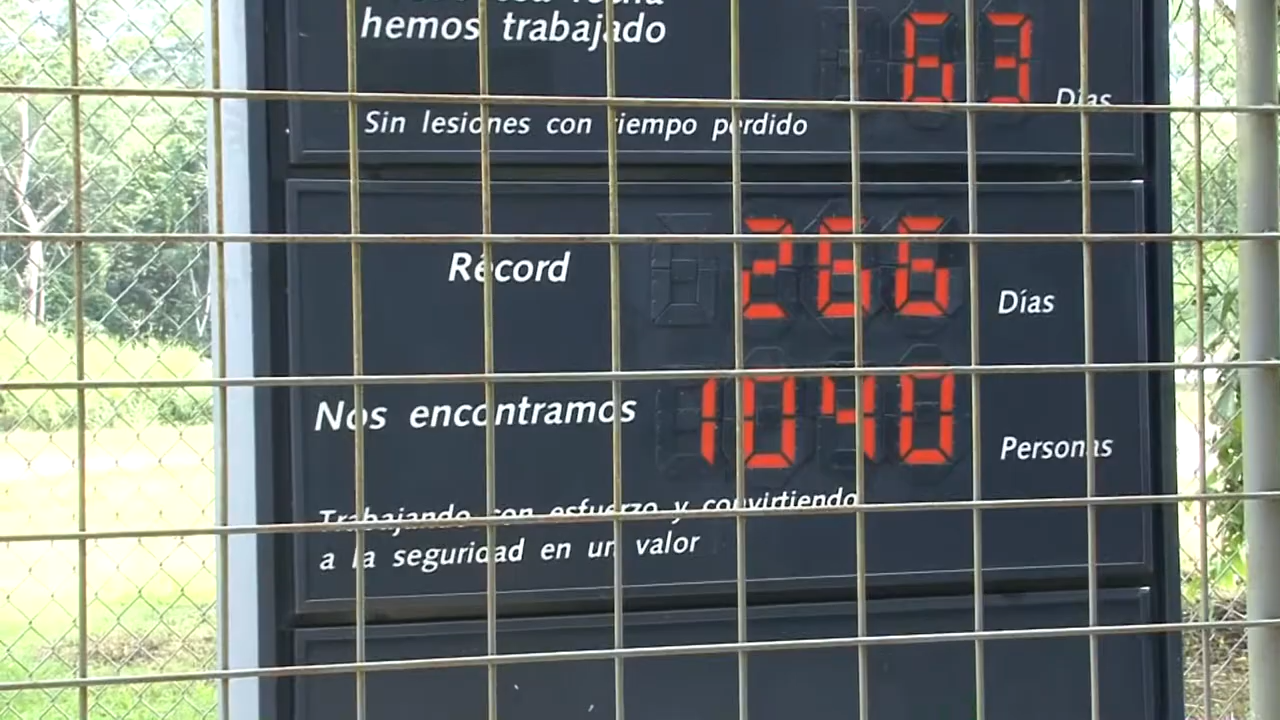 hemos trabajado 63 Días
Sin lesiones con tiempo perdido
Récord 266 Días
Nos encontramos 1040 Personas
Trabajando con esfuerzo y convirtiendo
a la seguridad en un valor